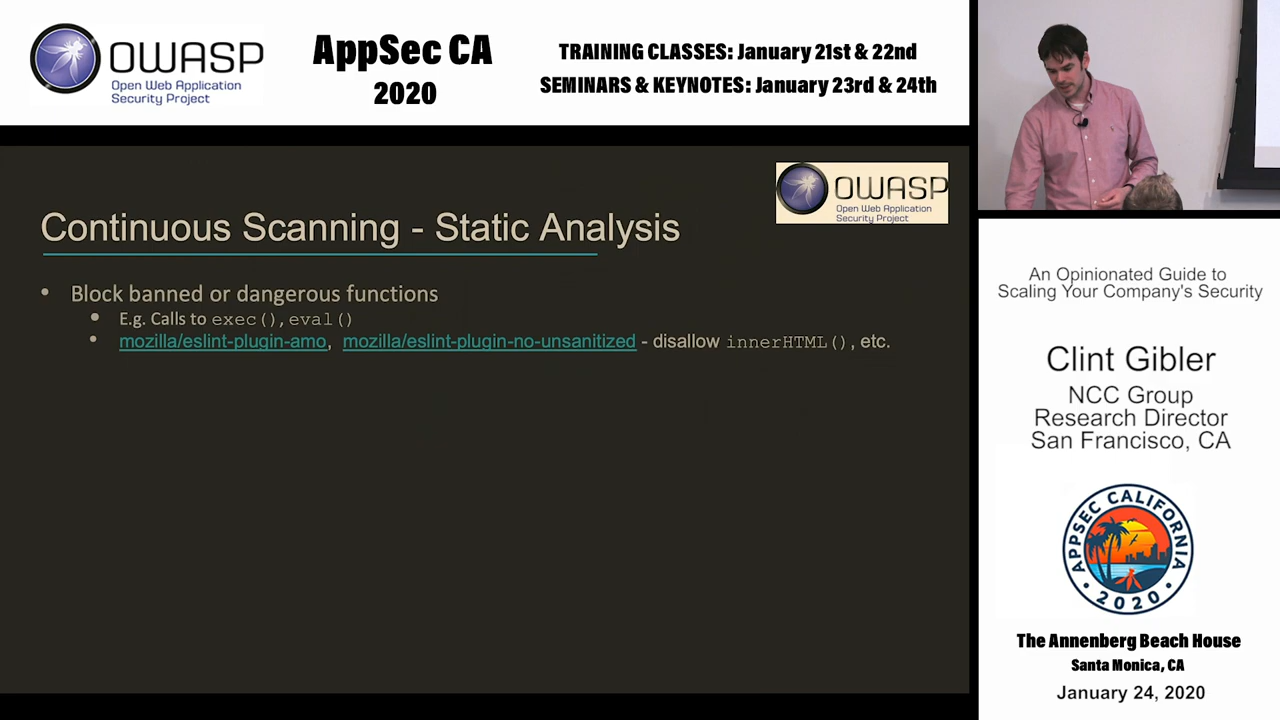 OWASP
Open Web Application
Security Project
AppSec CA
2020
TRAINING CLASSES: January 21st & 22nd
SEMINARS & KEYNOTES: January 23rd & 24th
OWASP
Open Web Application
Security Project
Continuous Scanning - Static Analysis
• Block banned or dangerous functions
• E.g. Calls to exec(), eval()
• mozilla/eslint-plugin-amo, mozilla/eslint-plugin-no-unsanitized - disallow innerHTML(), etc.
An Opinionated Guide to
Scaling Your Company's Security
Clint Gibler
NCC Group
Research Director
San Francisco, CA
APPSEC CALIFORNIA
• 2020 •
The Annenberg Beach House
Santa Monica, CA
January 24, 2020